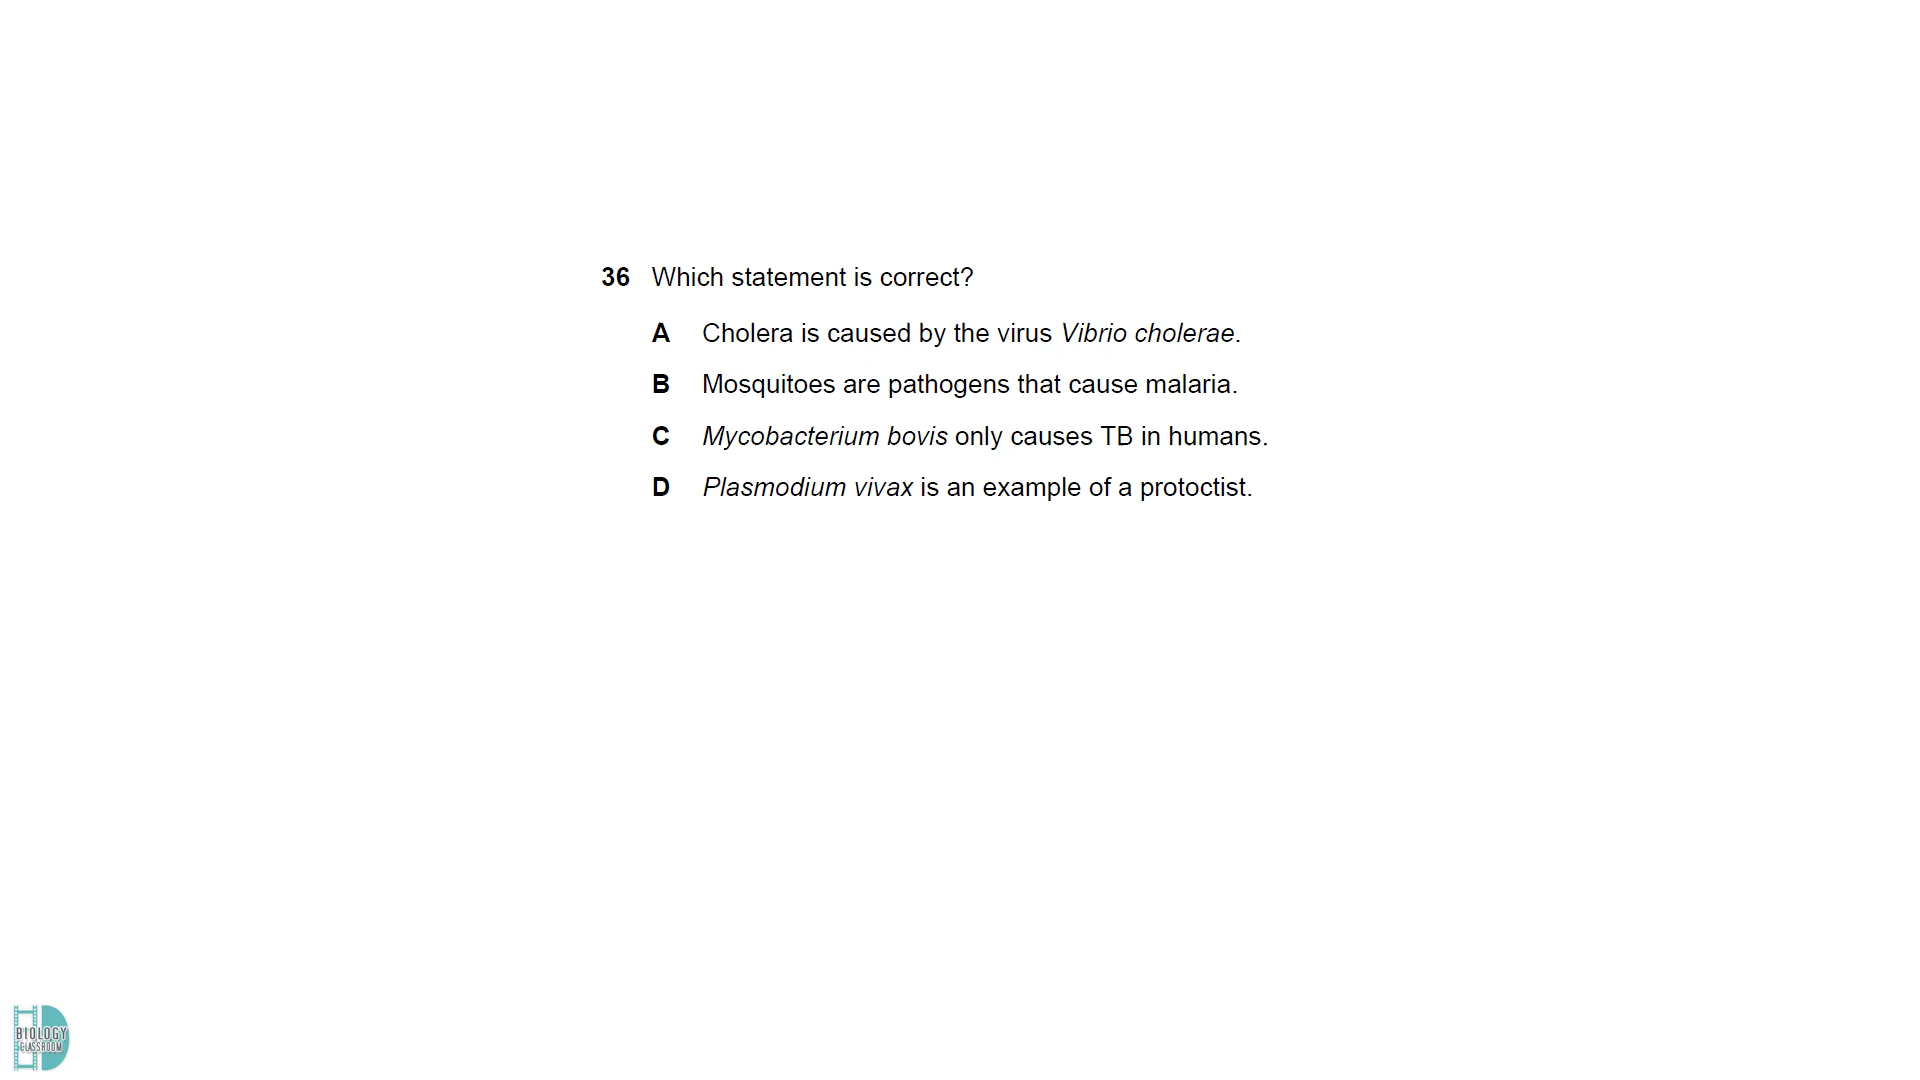 36 Which statement is correct?
A Cholera is caused by the virus Vibrio cholerae.
B Mosquitoes are pathogens that cause malaria.
C Mycobacterium bovis only causes TB in humans.
D Plasmodium vivax is an example of a protoctist.
BIOLOGY
CLASSROOM